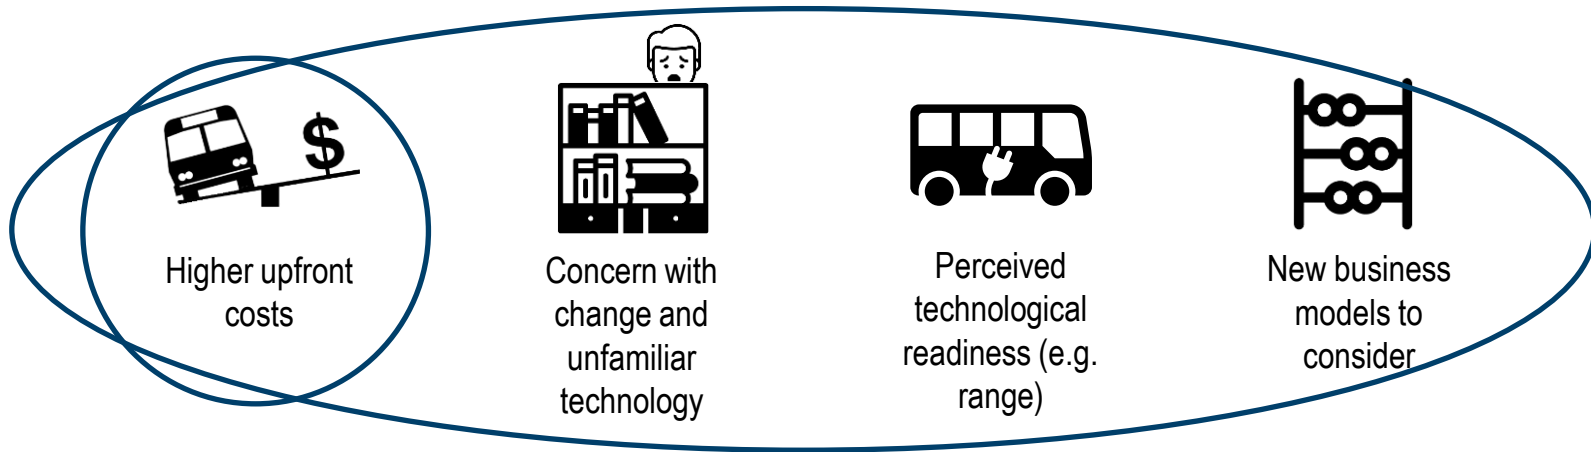 $
Higher upfront
costs
Concern with
change and
unfamiliar
technology
Perceived
technological
readiness (e.g.
range)
New business
models to
consider